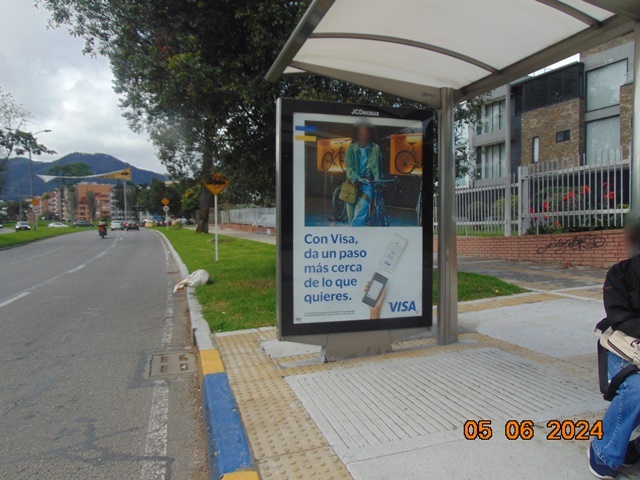 JCDecaux
Con Visa,
da un paso
más cerca
de lo que
quieres.
VISA
05 06 2024